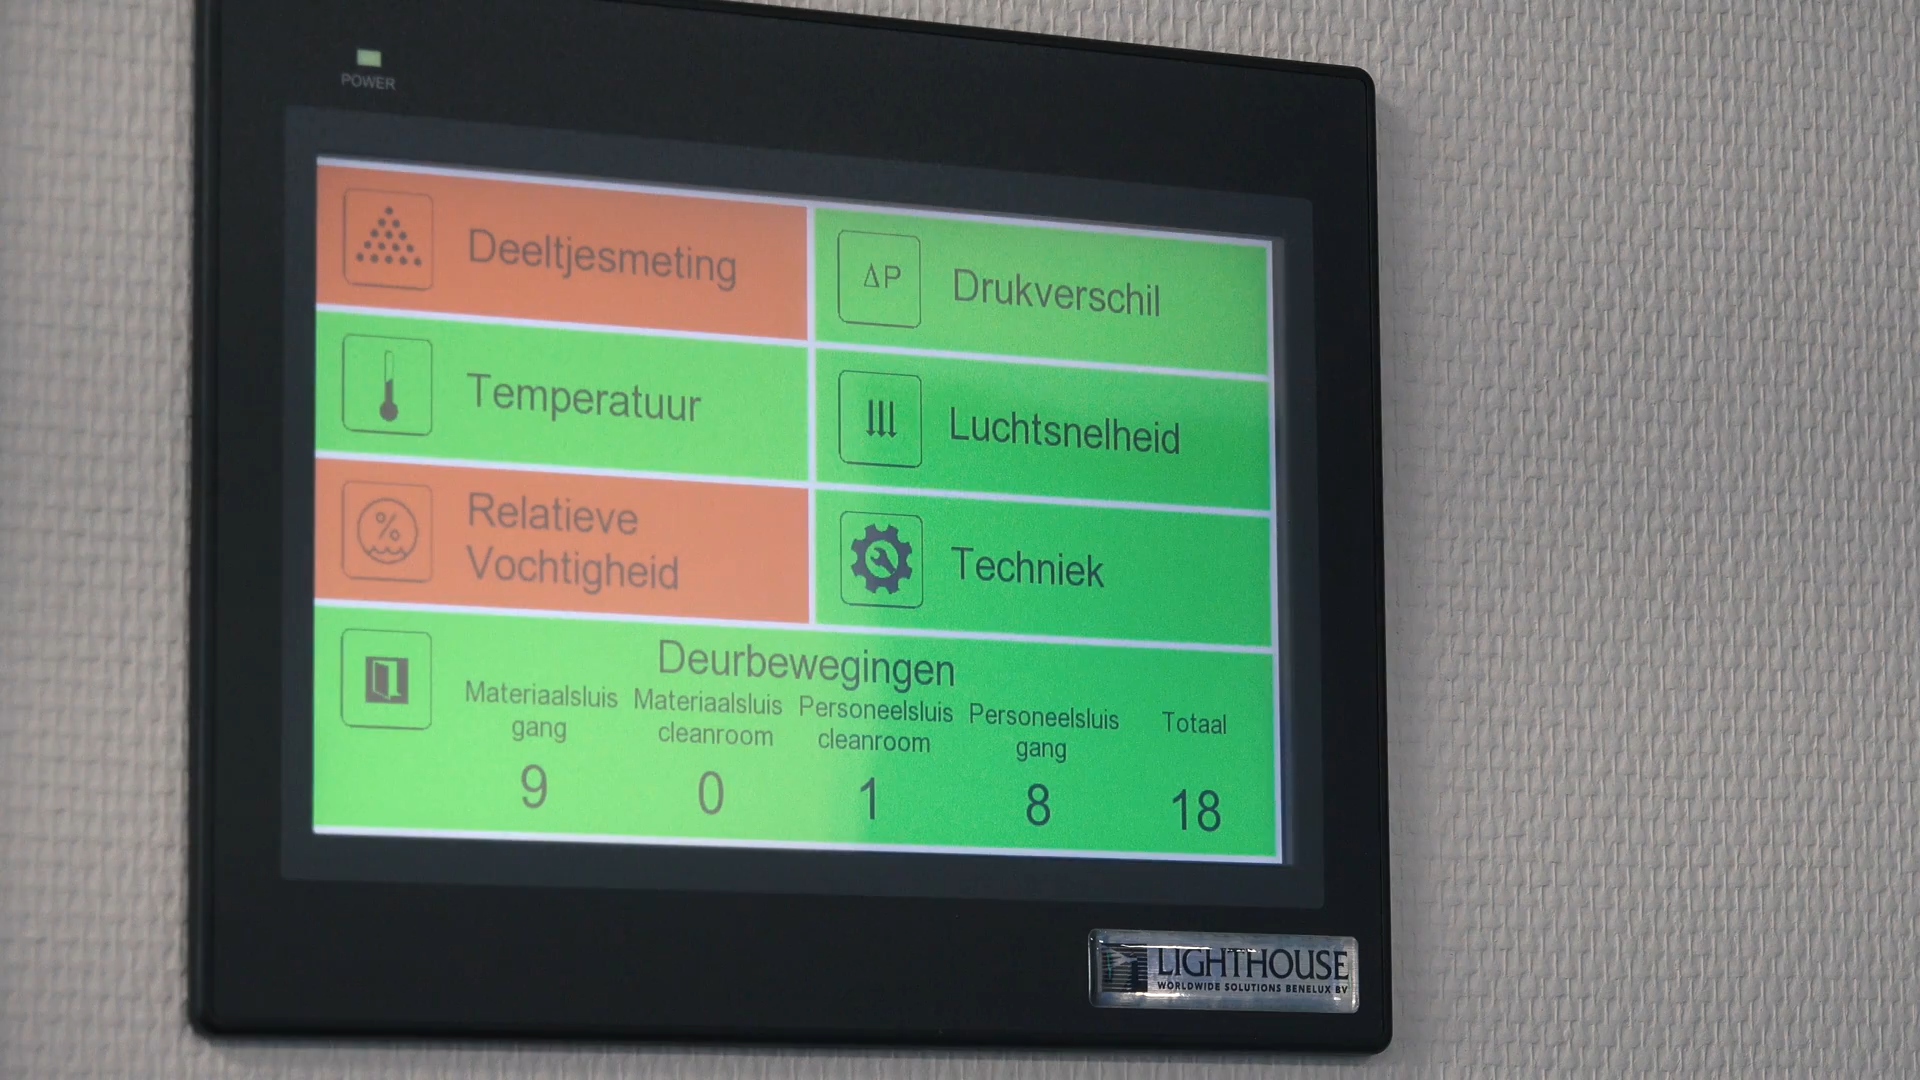 POWER
Deeltjesmeting
ΔP
Drukverschil
Temperatuur
Luchtsnelheid
%
Relatieve
Vochtigheid
Techniek
Deurbewegingen
Materiaalsluis
gang
Materiaalsluis
cleanroom
Personeelsluis
cleanroom
Personeelsluis
gang
Totaal
9 0 1 8 18
LIGHTHOUSE
WORLDWIDE SOLUTIONS BENELUX BV